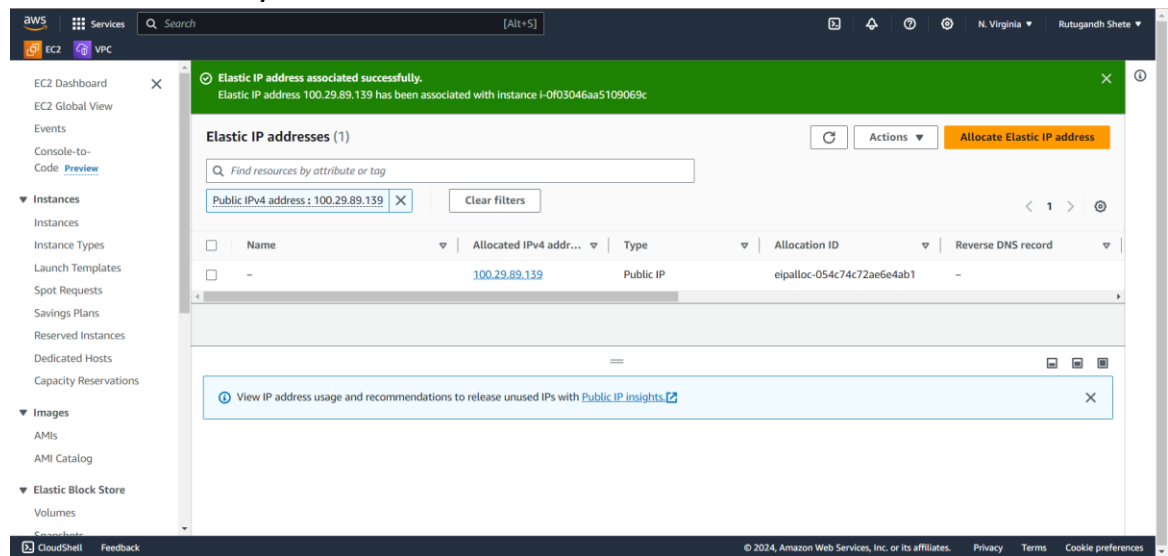 aws
Services
Search
[Alt+S]
N. Virginia
Rutugandh Shete
EC2
VPC
EC2 Dashboard
EC2 Global View
Events
Console-to-
Code Preview
Instances
Instances
Instance Types
Launch Templates
Spot Requests
Savings Plans
Reserved Instances
Dedicated Hosts
Capacity Reservations
Images
AMIs
AMI Catalog
Elastic Block Store
Volumes
Snapshots
Elastic IP address associated successfully.
Elastic IP address 100.29.89.139 has been associated with instance i-0f03046aa5109069c
Elastic IP addresses (1)
Actions
Allocate Elastic IP address
Find resources by attribute or tag
Public IPv4 address : 100.29.89.139
Clear filters
1
Name Allocated IPv4 addr... Type Allocation ID Reverse DNS record
– 100.29.89.139 Public IP eipalloc-054c74c72ae6e4ab1 –
View IP address usage and recommendations to release unused IPs with Public IP insights.
CloudShell Feedback
© 2024, Amazon Web Services, Inc. or its affiliates. Privacy Terms Cookie preferences